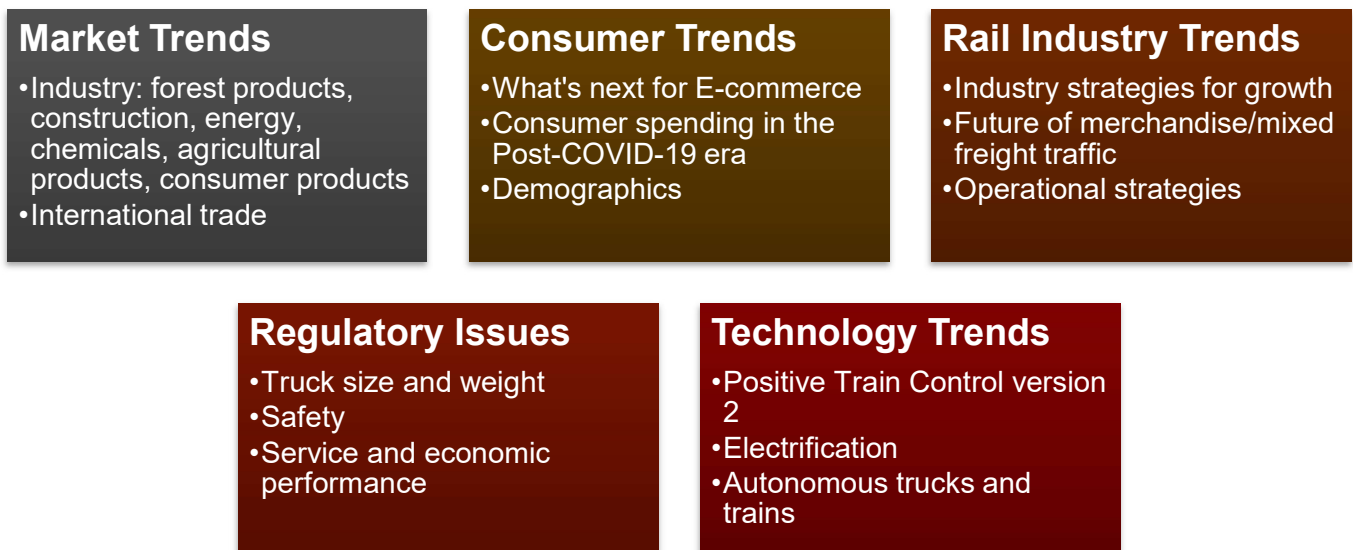 Market Trends
•Industry: forest products,
construction, energy,
chemicals, agricultural
products, consumer products
•International trade
Consumer Trends
•What's next for E-commerce
•Consumer spending in the
Post-COVID-19 era
•Demographics
Rail Industry Trends
•Industry strategies for growth
•Future of merchandise/mixed
freight traffic
•Operational strategies
Regulatory Issues
•Truck size and weight
•Safety
•Service and economic
performance
Technology Trends
•Positive Train Control version
2
•Electrification
•Autonomous trucks and
trains